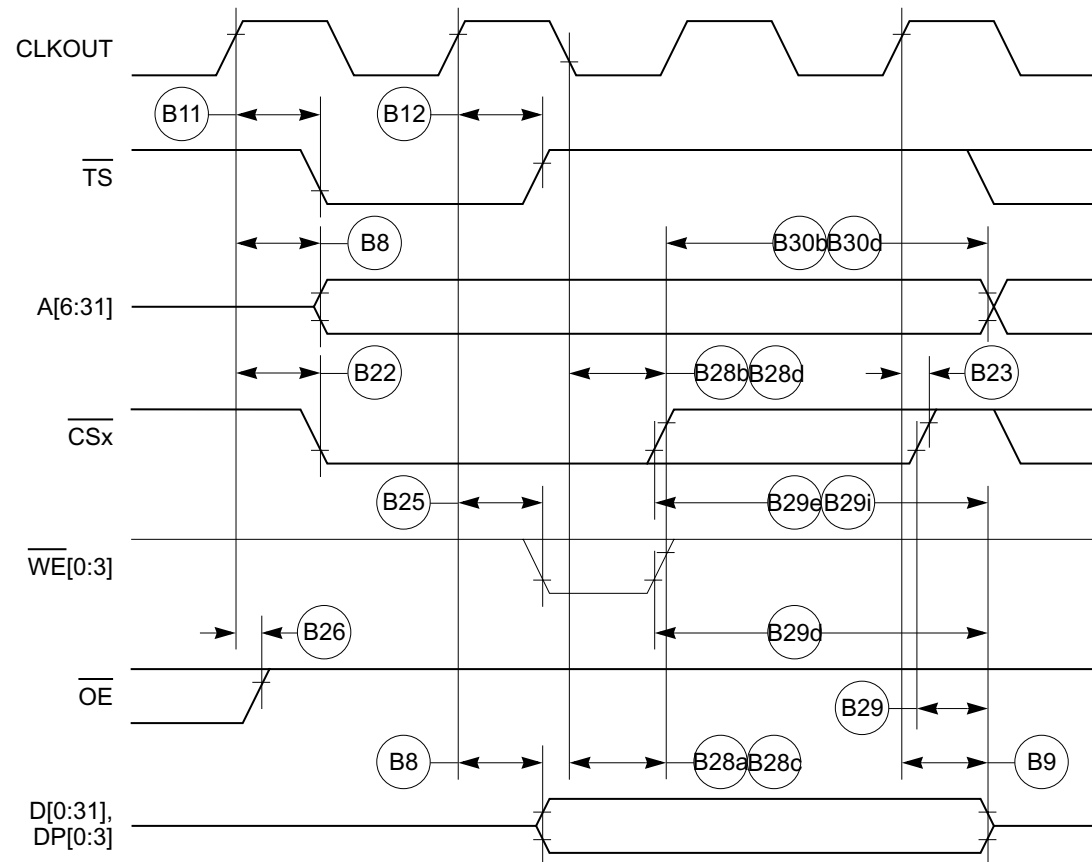 CLKOUT
B11
B12
TS
B8
B30b B30d
A[6:31]
B22
B28b B28d
B23
CSx
B25
B29e B29i
WE[0:3]
B26
B29d
OE
B29
B8
B28a B28c
B9
D[0:31],
DP[0:3]